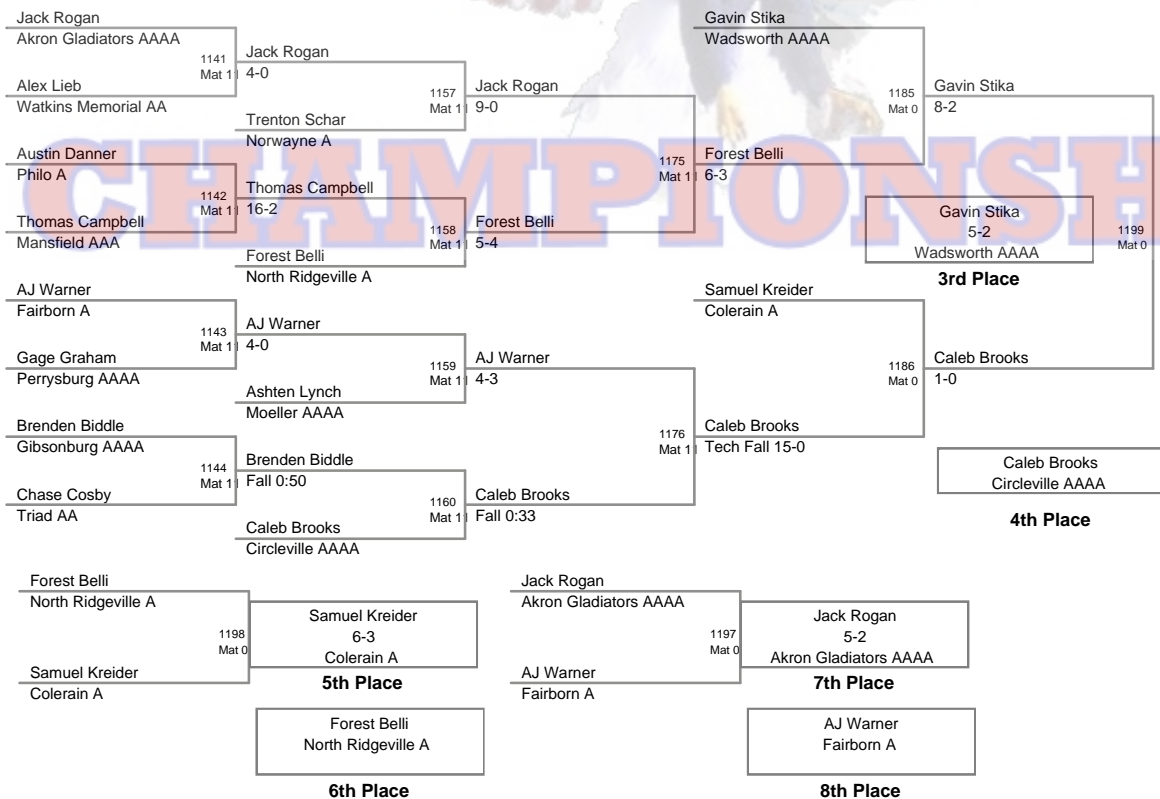 Jack Rogan
Akron Gladiators AAAA
1141
Mat 11
Alex Lieb
Watkins Memorial AA
Jack Rogan
4-0
1157
Mat 11
Trenton Schar
Norwayne A
Jack Rogan
9-0
Austin Danner
Philo A
1142
Mat 11
Thomas Campbell
Mansfield AAA
Thomas Campbell
16-2
1158
Mat 11
Forest Belli
North Ridgeville A
Forest Belli
5-4
1175
Mat 11
Forest Belli
6-3
Gavin Stika
Wadsworth AAAA
1185
Mat 0
Gavin Stika
8-2
CHAMPIONSH
Gavin Stika
5-2
Wadsworth AAAA
3rd Place
1199
Mat 0
AJ Warner
Fairborn A
1143
Mat 11
Gage Graham
Perrysburg AAAA
AJ Warner
4-0
1159
Mat 11
Ashten Lynch
Moeller AAAA
AJ Warner
4-3
Brenden Biddle
Gibsonburg AAAA
1144
Mat 11
Chase Cosby
Triad AA
Brenden Biddle
Fall 0:50
1160
Mat 11
Caleb Brooks
Circleville AAAA
Caleb Brooks
Fall 0:33
1176
Mat 11
Caleb Brooks
Tech Fall 15-0
Samuel Kreider
Colerain A
1186
Mat 0
Caleb Brooks
1-0
Caleb Brooks
Circleville AAAA
4th Place
Forest Belli
North Ridgeville A
1198
Mat 0
Samuel Kreider
Colerain A
Samuel Kreider
6-3
Colerain A
5th Place
Forest Belli
North Ridgeville A
6th Place
Jack Rogan
Akron Gladiators AAAA
1197
Mat 0
AJ Warner
Fairborn A
Jack Rogan
5-2
Akron Gladiators AAAA
7th Place
AJ Warner
Fairborn A
8th Place